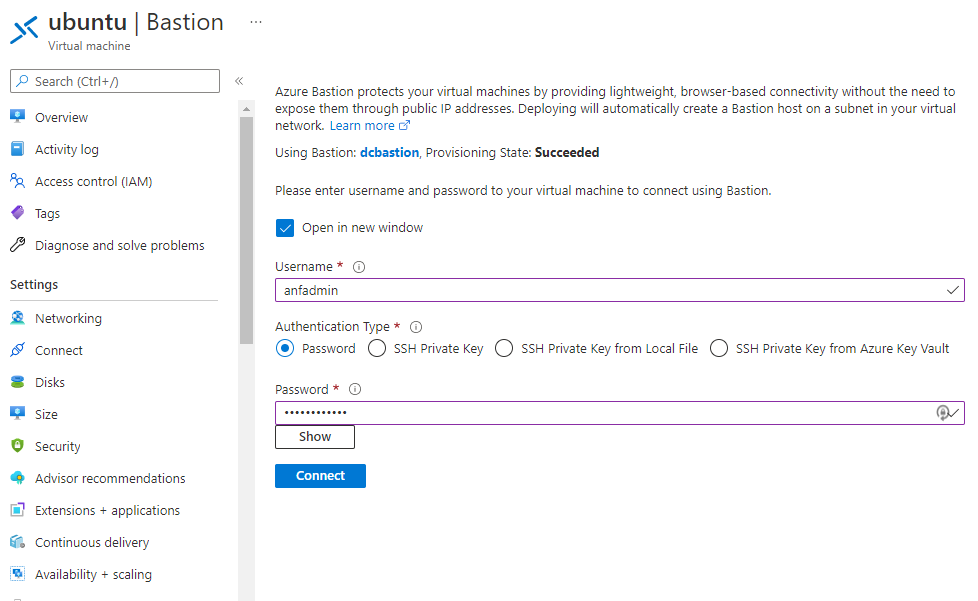 ubuntu | Bastion ...
Virtual machine
Search (Ctrl+/)
«
Overview
Activity log
Access control (IAM)
Tags
Diagnose and solve problems
Settings
Networking
Connect
Disks
Size
Security
Advisor recommendations
Extensions + applications
Continuous delivery
Availability + scaling
Azure Bastion protects your virtual machines by providing lightweight, browser-based connectivity without the need to
expose them through public IP addresses. Deploying will automatically create a Bastion host on a subnet in your virtual
network. Learn more
Using Bastion: dcbastion, Provisioning State: Succeeded
Please enter username and password to your virtual machine to connect using Bastion.
Open in new window
Username *
anfadmin
Authentication Type *
Password SSH Private Key SSH Private Key from Local File SSH Private Key from Azure Key Vault
Password *
••••••••••••
Show
Connect